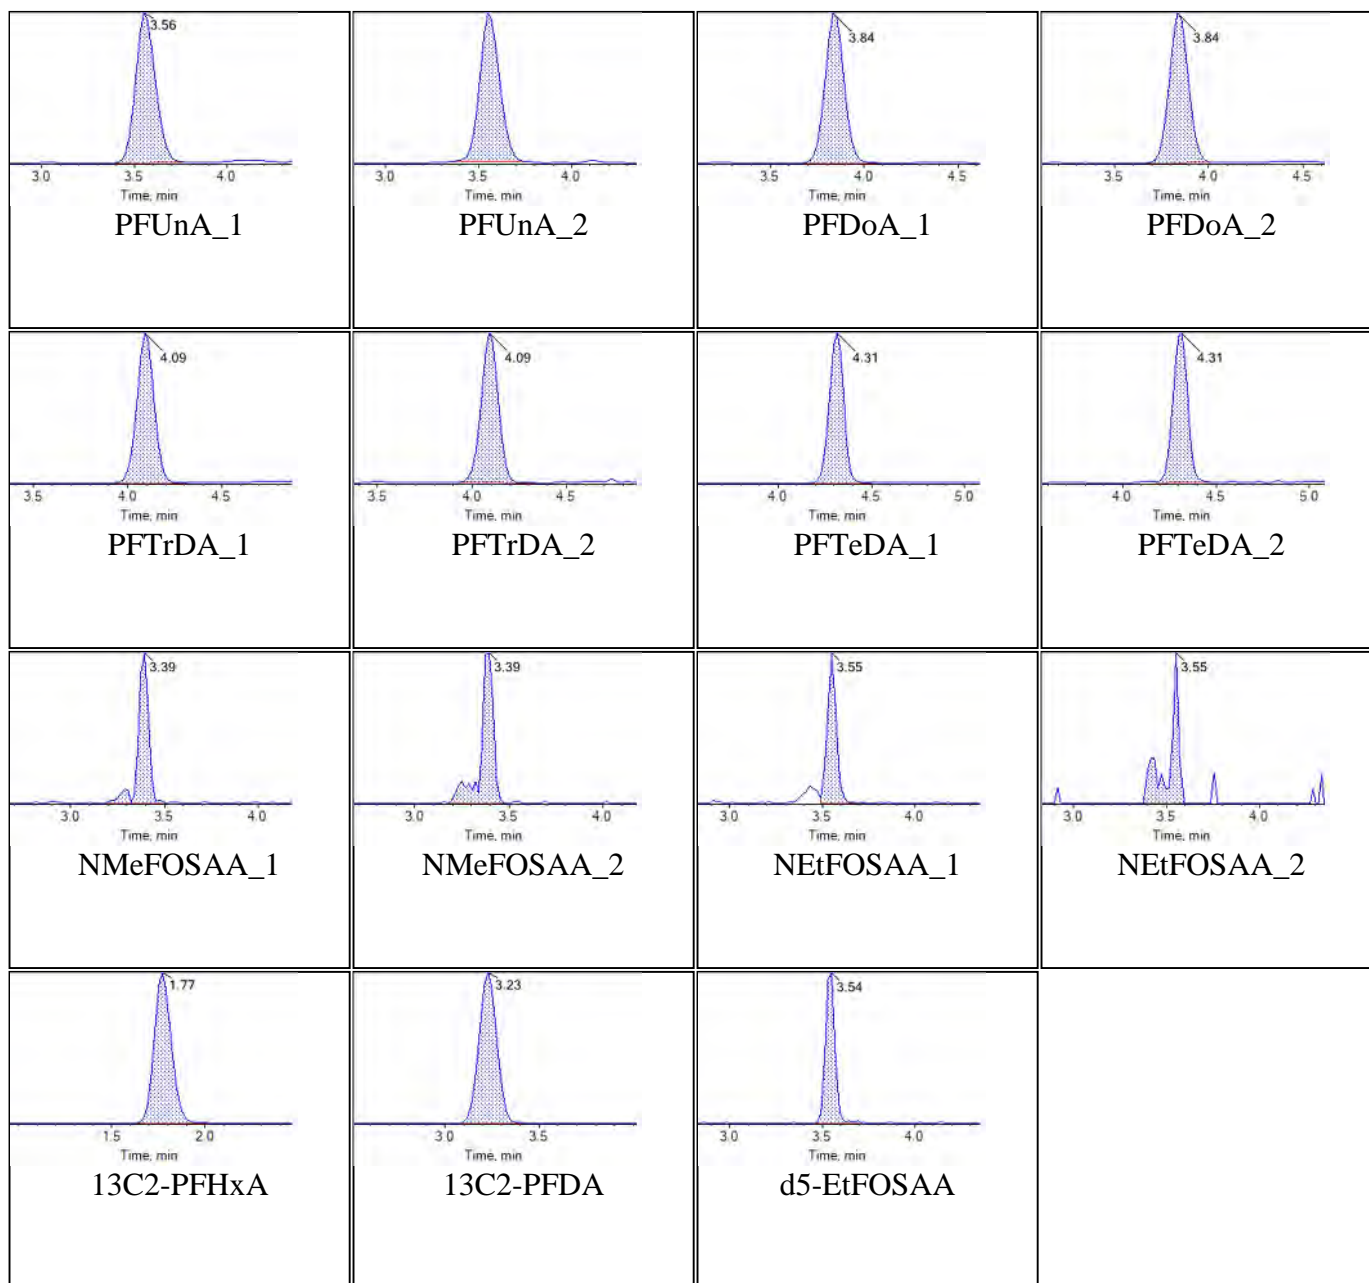 3.56
3.0 3.5 4.0
Time, min
PFUnA_1
3.0 3.5 4.0
Time, min
PFUnA_2
3.84
3.5 4.0 4.5
Time, min
PFDoA_1
3.84
3.5 4.0 4.5
Time, min
PFDoA_2
4.09
3.5 4.0 4.5
Time, min
PFTrDA_1
4.09
3.5 4.0 4.5
Time, min
PFTrDA_2
4.31
4.0 4.5 5.0
Time, min
PFTeDA_1
4.31
4.0 4.5 5.0
Time, min
PFTeDA_2
3.39
3.0 3.5 4.0
Time, min
NMeFOSAA_1
3.39
3.0 3.5 4.0
Time, min
NMeFOSAA_2
3.55
3.0 3.5 4.0
Time, min
NEtFOSAA_1
3.55
3.0 3.5 4.0
Time, min
NEtFOSAA_2
1.77
1.5 2.0
Time, min
13C2-PFHxA
3.23
3.0 3.5
Time, min
13C2-PFDA
3.54
3.0 3.5 4.0
Time, min
d5-EtFOSAA